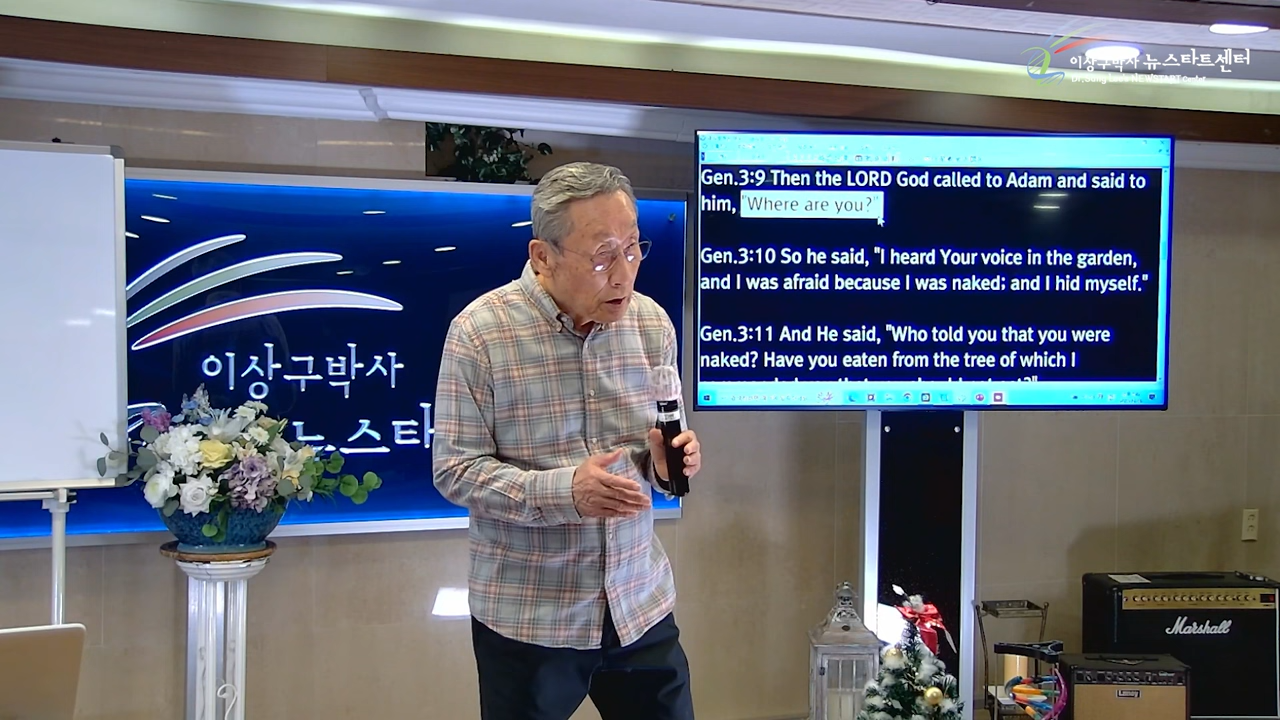 이상구박사 뉴스타트센터
Gen.3:9 Then the LORD God called to Adam and said to
him, "Where are you?"
Gen.3:10 So he said, "I heard Your voice in the garden,
and I was afraid because I was naked; and I hid myself."
Gen.3:11 And He said, "Who told you that you were
naked? Have you eaten from the tree of which I
이상구박사
뉴스타
Marshall
Laney